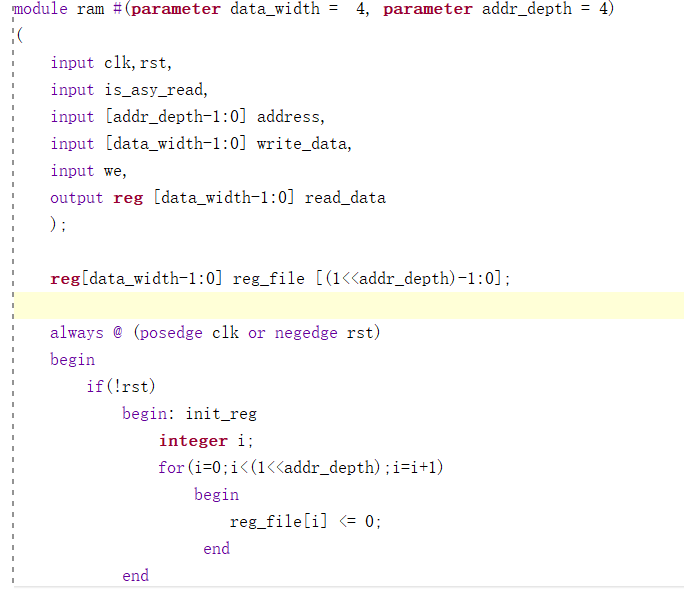 module ram #(parameter data_width =  4, parameter addr_depth = 4)
(
    input clk,rst,
    input is_asy_read,
    input [addr_depth-1:0] address,
    input [data_width-1:0] write_data,
    input we,
    output reg [data_width-1:0] read_data
    );
    reg[data_width-1:0] reg_file [(1<<addr_depth)-1:0];
    always @ (posedge clk or negedge rst)
    begin
        if(!rst)
            begin: init_reg
                integer i;
                for(i=0;i<(1<<addr_depth);i=i+1)
                    begin
                        reg_file[i] <= 0;
                     end
            end